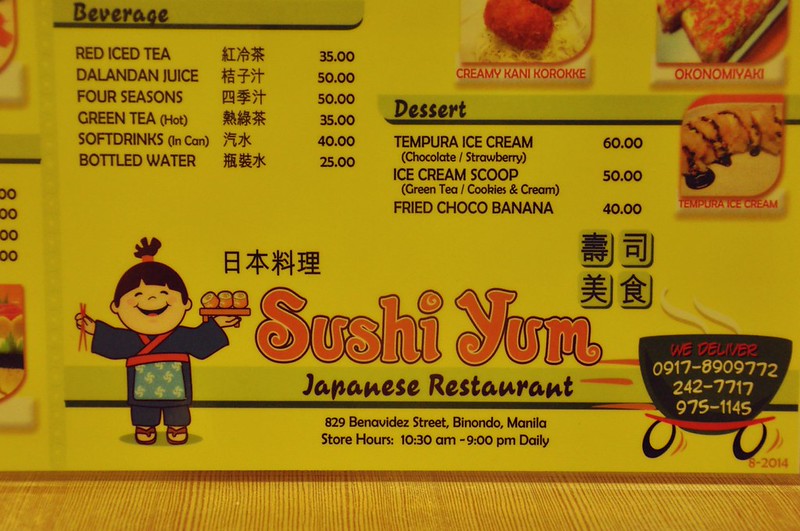 Beverage
RED ICED TEA 紅冷茶 35.00
DALANDAN JUICE 桔子汁 50.00
FOUR SEASONS 四季汁 50.00
GREEN TEA (Hot) 熱綠茶 35.00
SOFTDRINKS (In Can) 汽水 40.00
BOTTLED WATER 瓶裝水 25.00
00
00
00
00
CREAMY KANI KOROKKE
OKONOMIYAKI
Dessert
TEMPURA ICE CREAM 60.00
(Chocolate / Strawberry)
ICE CREAM SCOOP 50.00
(Green Tea / Cookies & Cream)
FRIED CHOCO BANANA 40.00
TEMPURA ICE CREAM
日本料理
壽司
美食
Sushi Yum
Japanese Restaurant
829 Benavidez Street, Binondo, Manila
Store Hours: 10:30 am -9:00 pm Daily
WE DELIVER
0917-8909772
242-7717
975-1145
8-2014